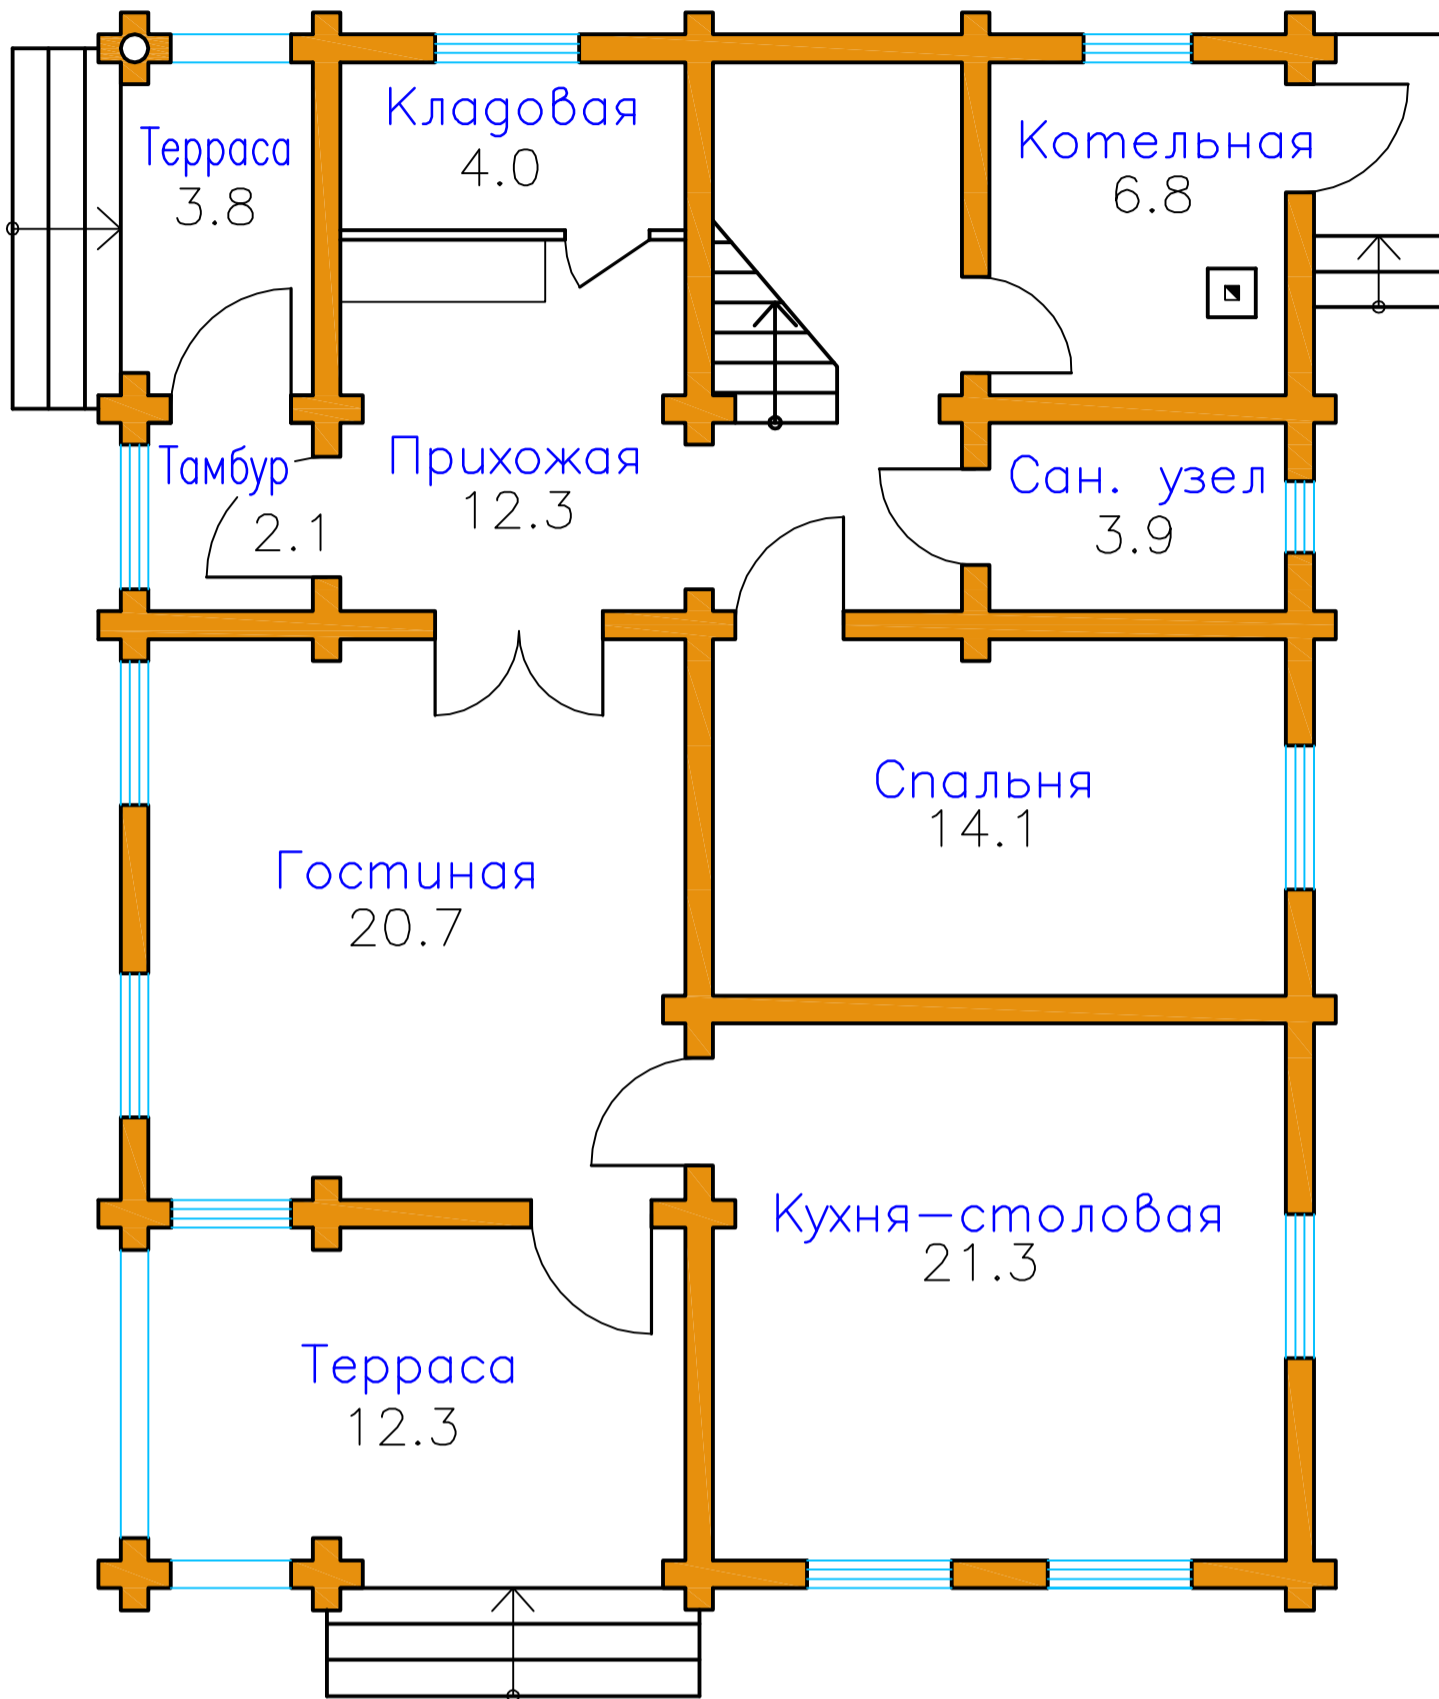 Терраса
3.8
Кладовая
4.0
Котельная
6.8
Тамбур
2.1
Прихожая
12.3
Сан. узел
3.9
Спальня
14.1
Гостиная
20.7
Кухня-столовая
21.3
Терраса
12.3